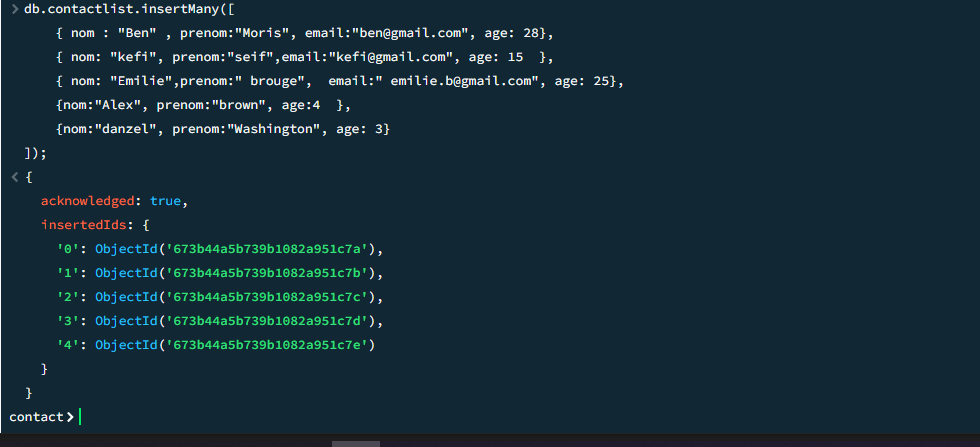 > db.contactlist.insertMany([
{ nom : "Ben" , prenom:"Moris", email:"ben@gmail.com", age: 28},
{ nom: "kefi", prenom:"seif",email:"kefi@gmail.com", age: 15  },
{ nom: "Emilie",prenom:" brouge",  email:" emilie.b@gmail.com", age: 25},
{nom:"Alex", prenom:"brown", age:4  },
{nom:"danzel", prenom:"Washington", age: 3}
]);
< {
acknowledged: true,
insertedIds: {
'0': ObjectId('673b44a5b739b1082a951c7a'),
'1': ObjectId('673b44a5b739b1082a951c7b'),
'2': ObjectId('673b44a5b739b1082a951c7c'),
'3': ObjectId('673b44a5b739b1082a951c7d'),
'4': ObjectId('673b44a5b739b1082a951c7e')
}
}
contact>